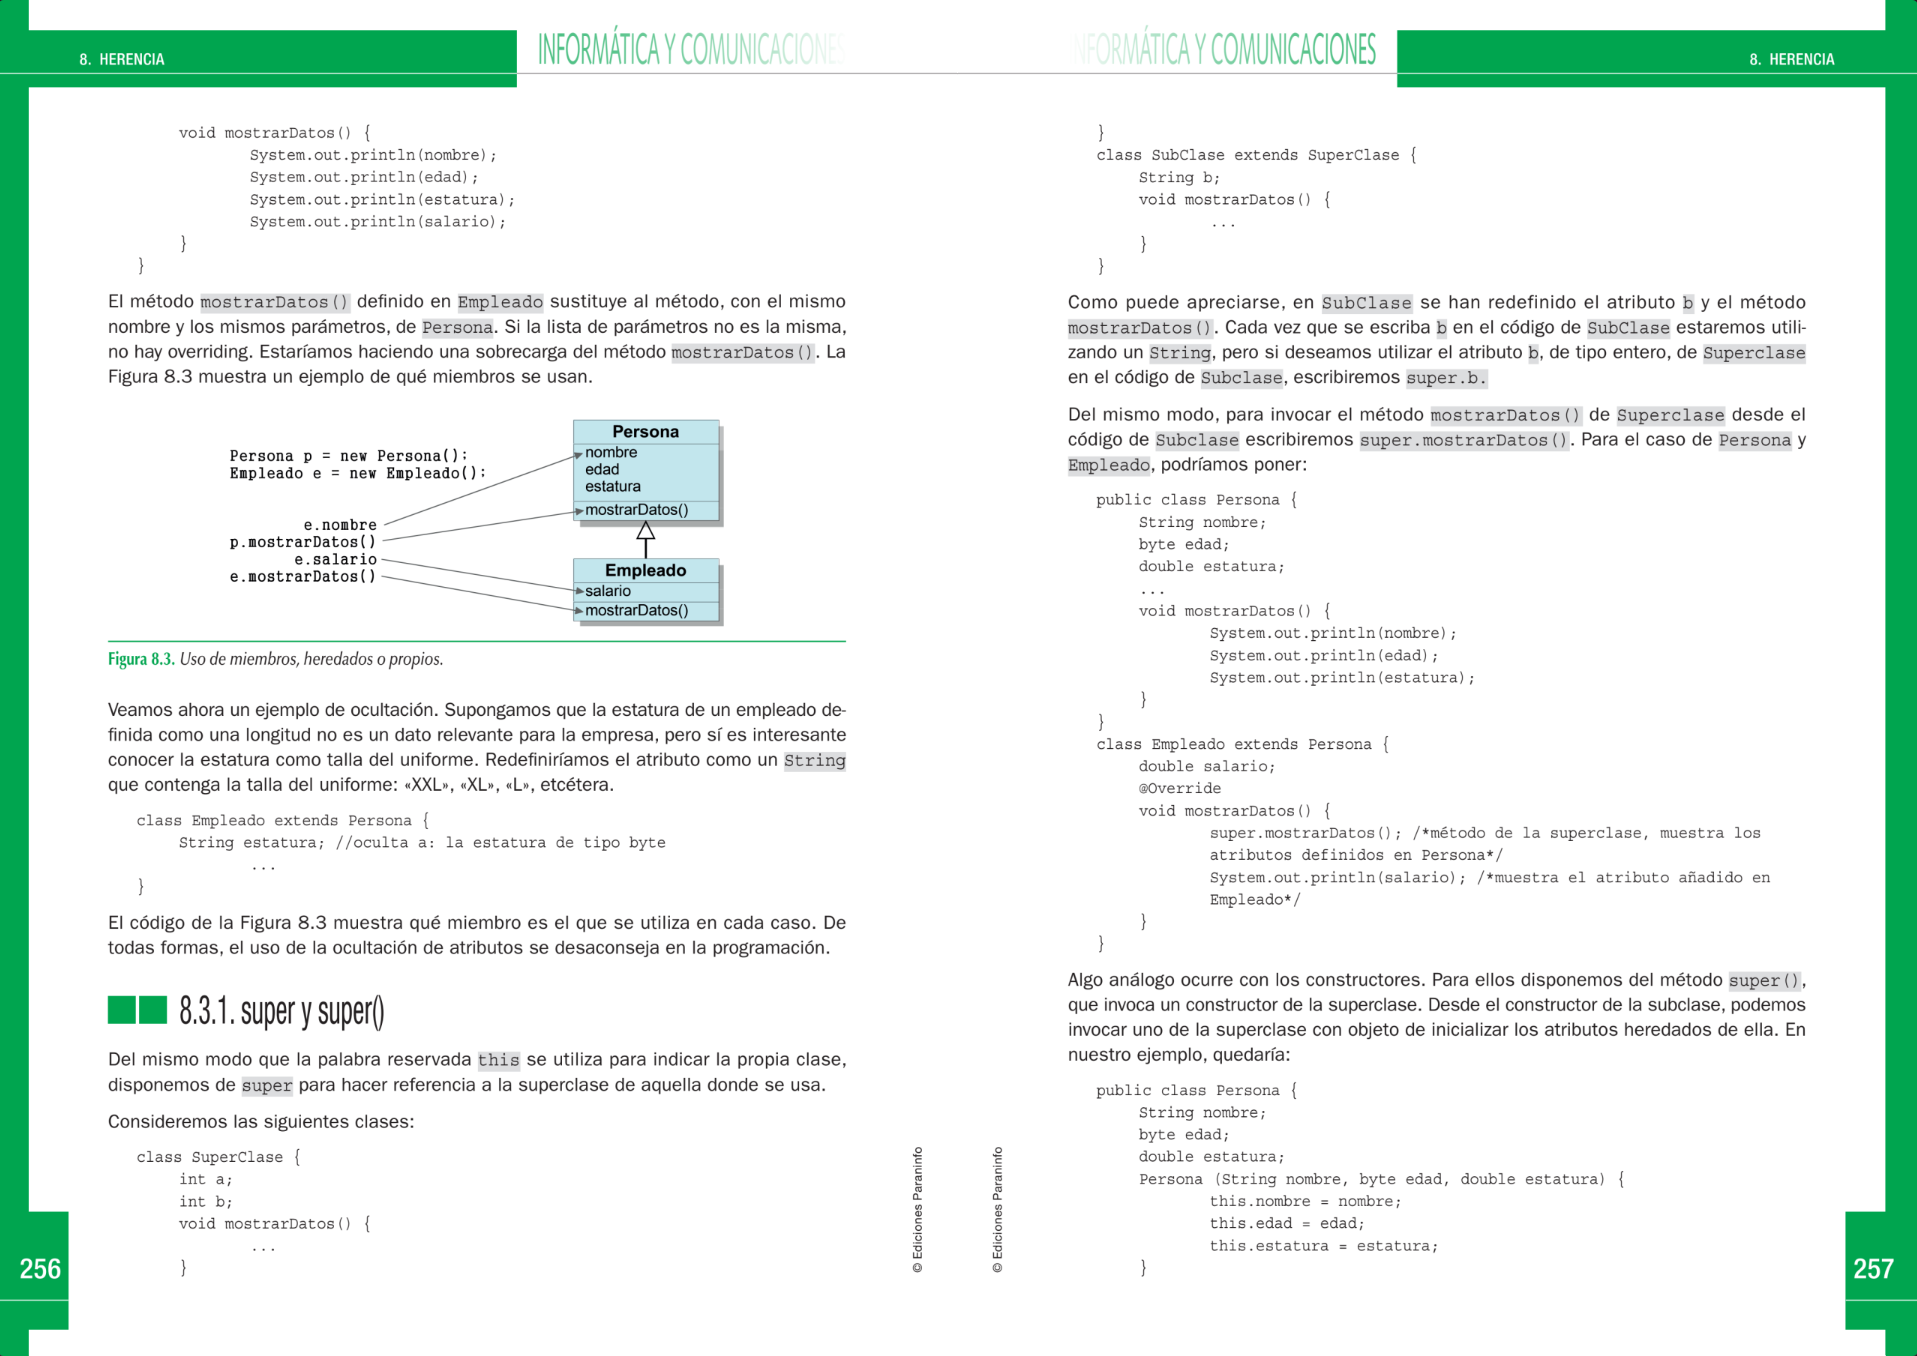 8. HERENCIA
INFORMÁTICA Y COMUNICACIONES
void mostrarDatos() {
System.out.println(nombre);
System.out.println(edad);
System.out.println(estatura);
System.out.println(salario);
}
}
El método mostrarDatos() definido en Empleado sustituye al método, con el mismo
nombre y los mismos parámetros, de Persona. Si la lista de parámetros no es la misma,
no hay overriding. Estaríamos haciendo una sobrecarga del método mostrarDatos(). La
Figura 8.3 muestra un ejemplo de qué miembros se usan.
Persona p = new Persona();
Empleado e = new Empleado();
e.nombre
p.mostrarDatos()
e.salario
e.mostrarDatos()
Persona
nombre
edad
estatura
mostrarDatos()
Empleado
salario
mostrarDatos()
Figura 8.3. Uso de miembros, heredados o propios.
Veamos ahora un ejemplo de ocultación. Supongamos que la estatura de un empleado de-
finida como una longitud no es un dato relevante para la empresa, pero sí es interesante
conocer la estatura como talla del uniforme. Redefiniríamos el atributo como un String
que contenga la talla del uniforme: «XXL», «XL», «L», etcétera.
class Empleado extends Persona {
String estatura; //oculta a: la estatura de tipo byte
...
}
El código de la Figura 8.3 muestra qué miembro es el que se utiliza en cada caso. De
todas formas, el uso de la ocultación de atributos se desaconseja en la programación.
8.3.1. super y super()
Del mismo modo que la palabra reservada this se utiliza para indicar la propia clase,
disponemos de super para hacer referencia a la superclase de aquella donde se usa.
Consideremos las siguientes clases:
class SuperClase {
int a;
int b;
void mostrarDatos() {
...
}
256
© Ediciones Paraninfo
INFORMÁTICA Y COMUNICACIONES
8. HERENCIA
}
class SubClase extends SuperClase {
String b;
void mostrarDatos() {
...
}
}
Como puede apreciarse, en SubClase se han redefinido el atributo b y el método
mostrarDatos(). Cada vez que se escriba b en el código de SubClase estaremos utili-
zando un String, pero si deseamos utilizar el atributo b, de tipo entero, de Superclase
en el código de Subclase, escribiremos super.b.
Del mismo modo, para invocar el método mostrarDatos() de Superclase desde el
código de Subclase escribiremos super.mostrarDatos(). Para el caso de Persona y
Empleado, podríamos poner:
public class Persona {
String nombre;
byte edad;
double estatura;
...
void mostrarDatos() {
System.out.println(nombre);
System.out.println(edad);
System.out.println(estatura);
}
}
class Empleado extends Persona {
double salario;
@Override
void mostrarDatos() {
super.mostrarDatos(); /*método de la superclase, muestra los
atributos definidos en Persona*/
System.out.println(salario); /*muestra el atributo añadido en
Empleado*/
}
}
Algo análogo ocurre con los constructores. Para ellos disponemos del método super(),
que invoca un constructor de la superclase. Desde el constructor de la subclase, podemos
invocar uno de la superclase con objeto de inicializar los atributos heredados de ella. En
nuestro ejemplo, quedaría:
public class Persona {
String nombre;
byte edad;
double estatura;
Persona (String nombre, byte edad, double estatura) {
this.nombre = nombre;
this.edad = edad;
this.estatura = estatura;
}
© Ediciones Paraninfo
257